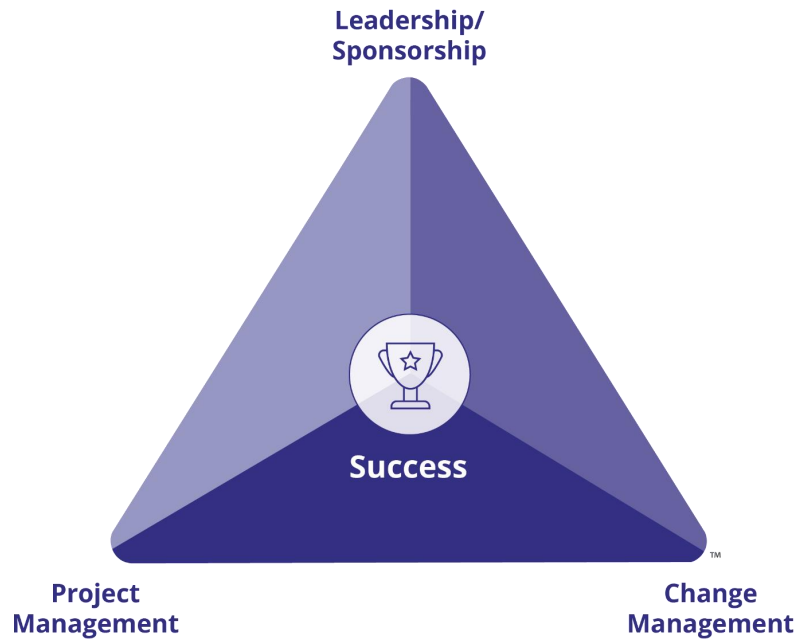 Leadership/
Sponsorship
Success
™
Project
Management
Change
Management